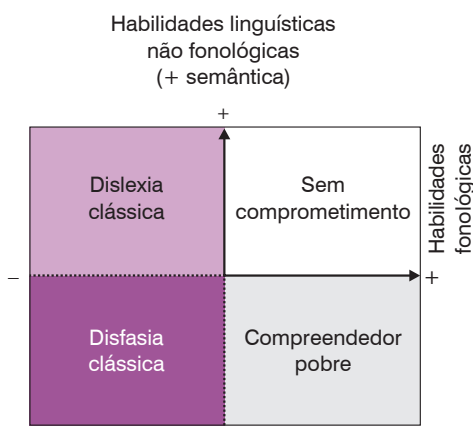 Habilidades linguísticas
não fonológicas
(+ semântica)
+
Dislexia
clássica
Sem
comprometimento
Habilidades
fonológicas
–
+
Disfasia
clássica
Compreendedor
pobre